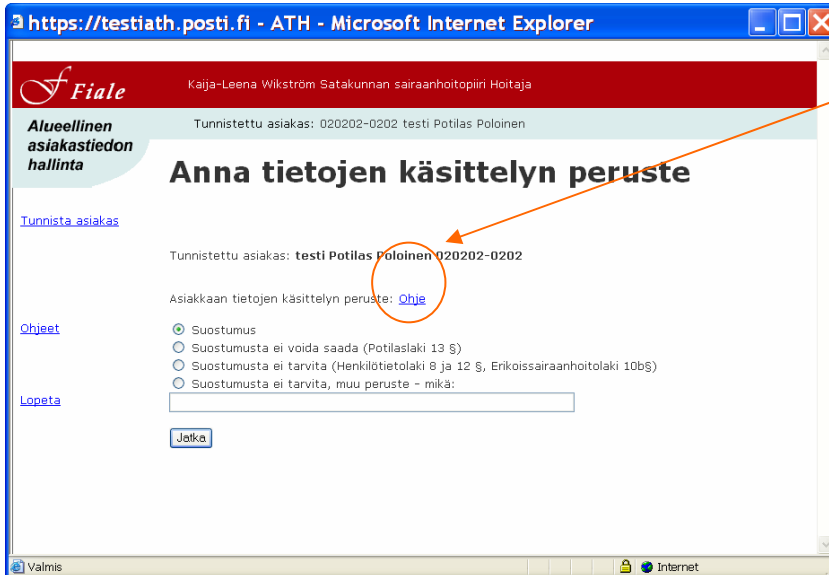 https://testiath.posti.fi - ATH - Microsoft Internet Explorer
Fiale
Kaija-Leena Wikström Satakunnan sairaanhoitopiiri Hoitaja
Alueellinen
asiakastiedon
hallinta
Tunnistettu asiakas: 020202-0202 testi Potilas Poloinen
Anna tietojen käsittelyn peruste
Tunnista asiakas
Tunnistettu asiakas: testi Potilas Poloinen 020202-0202
Asiakkaan tietojen käsittelyn peruste: Ohje
Ohjeet
Suostumus
Suostumusta ei voida saada (Potilaslaki 13 §)
Suostumusta ei tarvita (Henkilötietolaki 8 ja 12 §, Erikoissairaanhoitolaki 10b§)
Suostumusta ei tarvita, muu peruste - mikä:
Lopeta
Jatka
Valmis
Internet